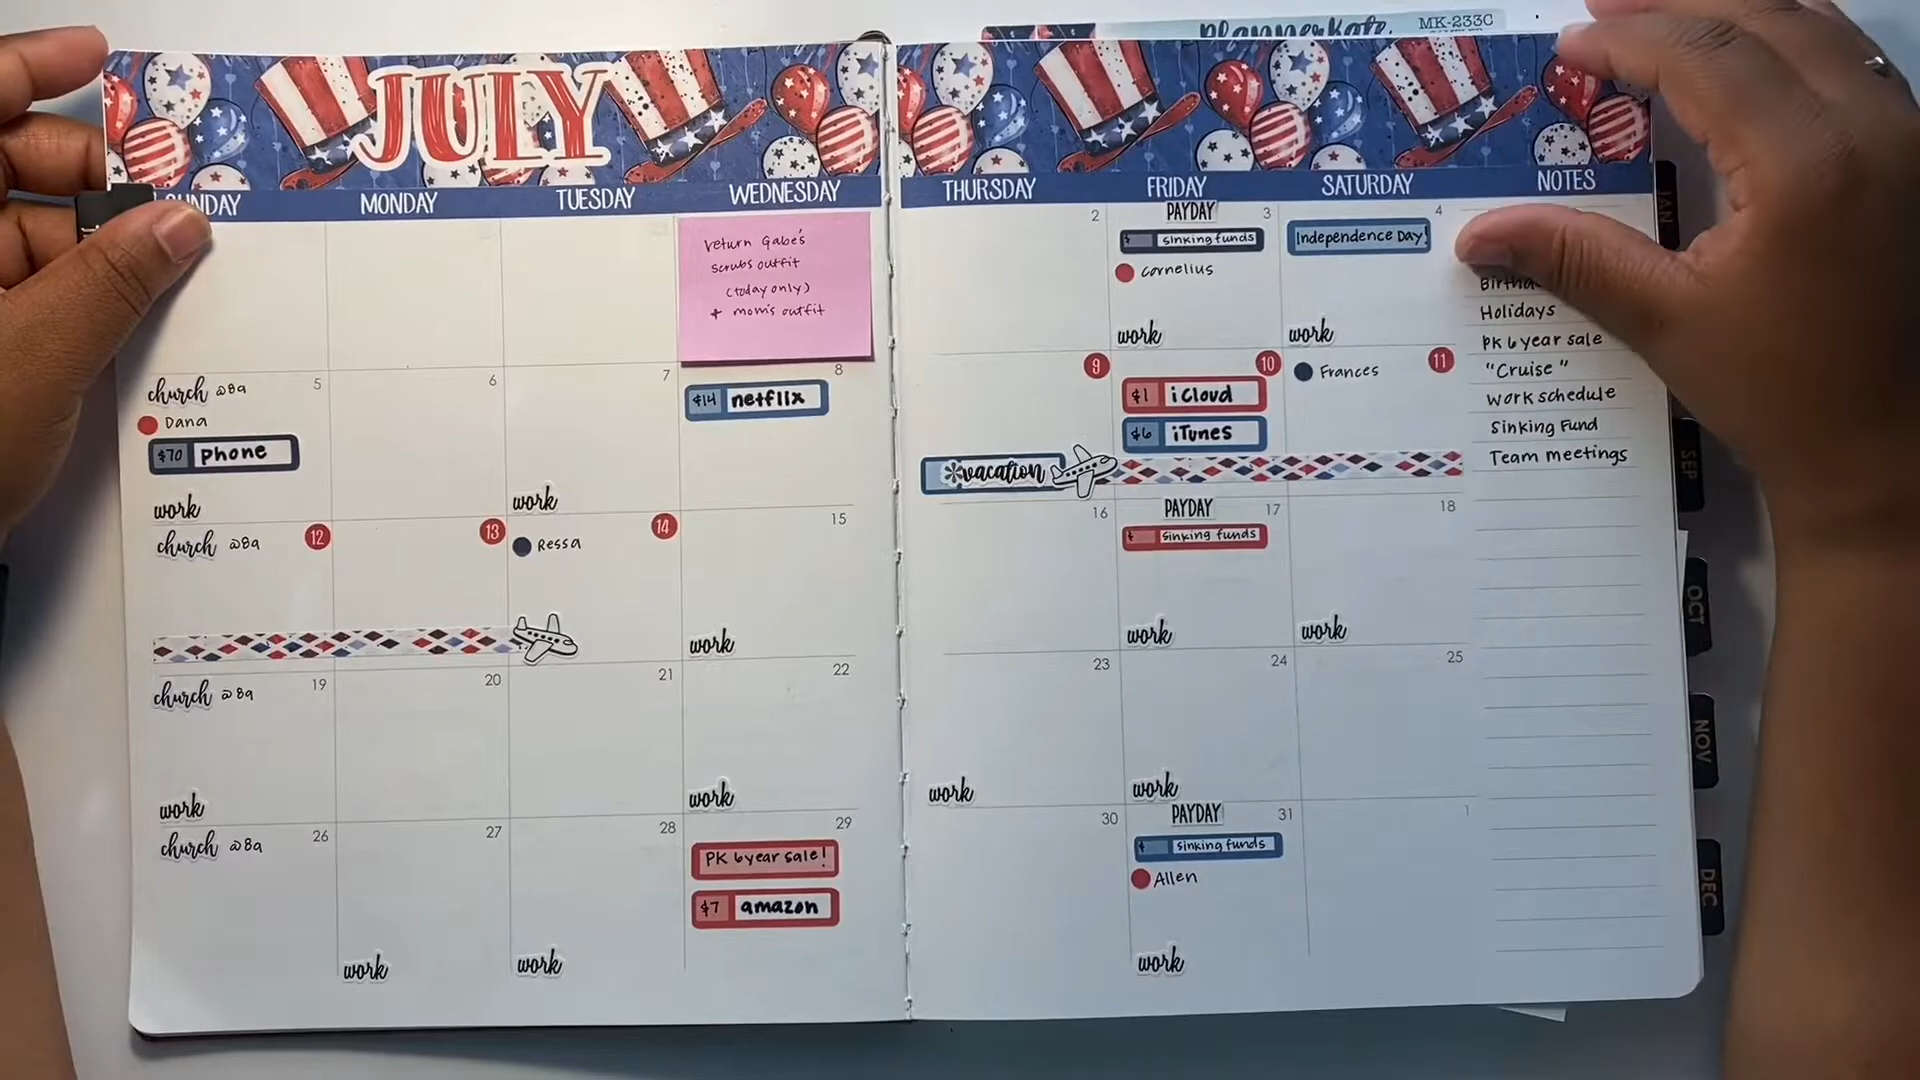 plannerkate
MK-233C
JULY
SUNDAY
MONDAY
TUESDAY
WEDNESDAY
THURSDAY
FRIDAY
SATURDAY
NOTES
return Gabe's
scrubs outfit
(today only)
+ mom's outfit
2
PAYDAY 3
$ sinking funds
Cornelius
work
4
Independence Day!
work
church @8a 5
Dana
$70 phone
work
6
7
work
8
$14 netflix
9
vacation
10
$1 iCloud
$6 iTunes
11
Frances
church @8a 12
13
14
Ressa
15
work
16
PAYDAY 17
$ sinking funds
work
18
work
church @8a 19
work
20
21
22
work
23
work
24
work
25
church @8a 26
27
work
28
work
29
PK 6 year sale!
$7 amazon
30
PAYDAY 31
$ sinking funds
Allen
work
1
Birtha
Holidays
PK 6 year sale
"Cruise"
Work schedule
Sinking Fund
Team meetings
JAN
SEP
OCT
NOV
DEC